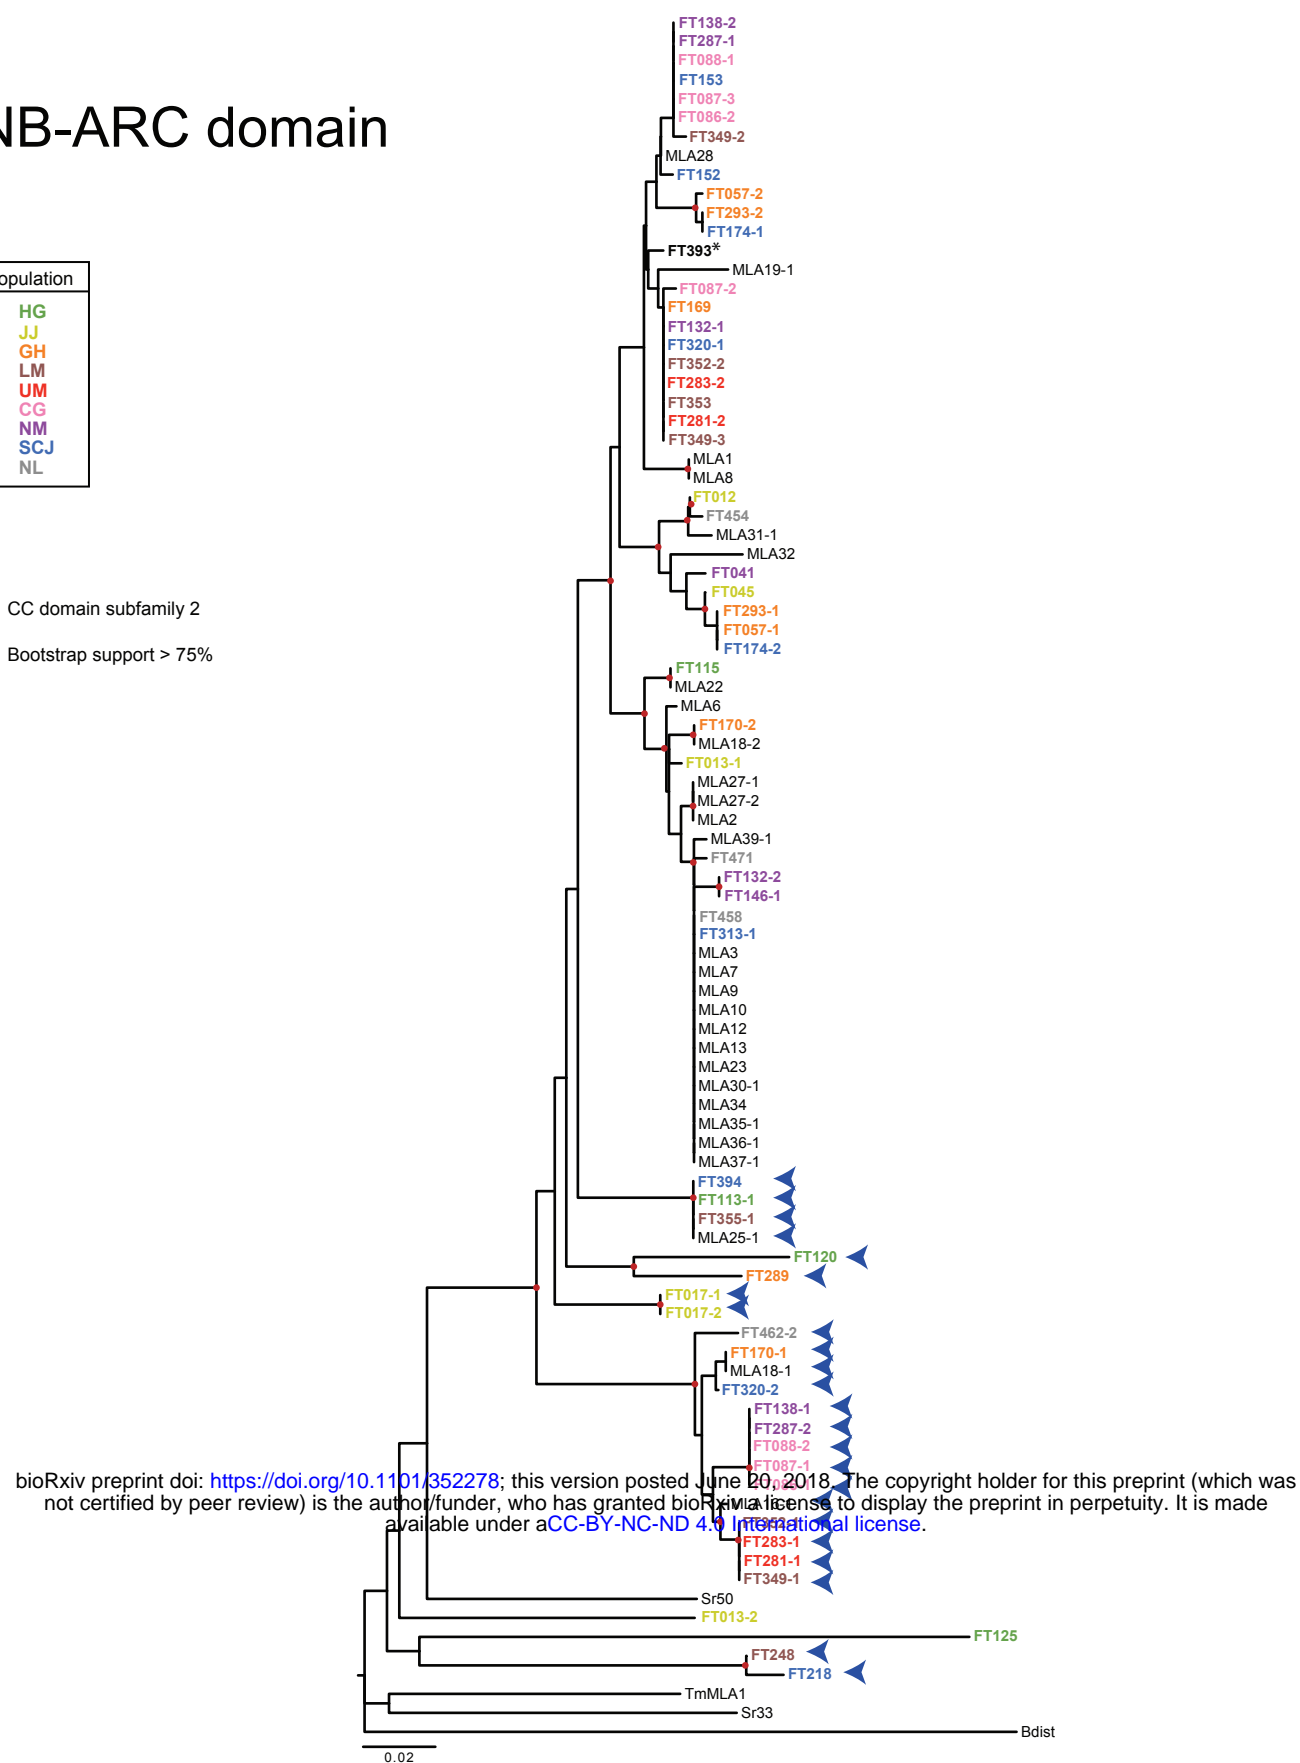 FT138-2
FT287-1
FT088-1
FT153
FT087-3
FT086-2
NB-ARC domain
FT349-2
MLA28
FT152
FT057-2
FT293-2
FT174-1
FT393*
MLA19-1
opulation
FT087-2
HG
FT169
JJ
FT132-1
GH
FT320-1
LM
FT352-2
UM
FT283-2
CG
FT353
NM
FT281-2
SCJ
FT349-3
NL
MLA1
MLA8
FT012
FT454
MLA31-1
MLA32
FT041
FT045
CC domain subfamily 2
FT293-1
FT057-1
FT174-2
Bootstrap support > 75%
FT115
MLA22
MLA6
FT170-2
MLA18-2
FT013-1
MLA27-1
MLA27-2
MLA2
MLA39-1
FT471
FT132-2
FT146-1
FT458
FT313-1
MLA3
MLA7
MLA9
MLA10
MLA12
MLA13
MLA23
MLA30-1
MLA34
MLA35-1
MLA36-1
MLA37-1
FT394
FT113-1
FT355-1
MLA25-1
FT120
FT289
FT017-1
FT017-2
FT462-2
FT170-1
MLA18-1
FT320-2
FT138-1
FT287-2
FT088-2
FT087-1
bioRxiv preprint doi: https://doi.org/10.1101/352278; this version posted June 20, 2018. The copyright holder for this preprint (which was
not certified by peer review) is the author/funder, who has granted bioRxiv a license to display the preprint in perpetuity. It is made
available under aCC-BY-NC-ND 4.0 International license.
MLA16-1
FT283-1
FT281-1
FT349-1
Sr50
FT013-2
FT125
FT248
FT218
TmMLA1
Sr33
Bdist
0.02